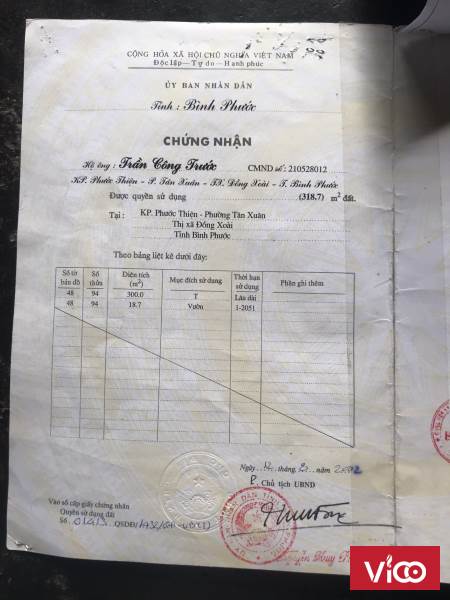 CỘNG HÒA XÃ HỘI CHỦ NGHĨA VIỆT NAM
Độc lập - Tự do - Hạnh phúc
ỦY BAN NHÂN DÂN
Tỉnh : Bình Phước
CHỨNG NHẬN
Hộ ông : Trần Công Trước CMND số : 210528012
KP. Phước Thiện - P. Tân Xuân - TX. Đồng Xoài - T. Bình Phước
Được quyền sử dụng (318.7) m² đất.
Tại : KP. Phước Thiện - Phường Tân Xuân
Thị xã Đồng Xoài
Tỉnh Bình Phước
Theo bảng liệt kê dưới đây:
Số tờ bản đồ Số thửa Diện tích (m²) Mục đích sử dụng Thời hạn sử dụng Phần ghi thêm
48 94 300.0 T Lâu dài
48 94 18.7 Vườn 1-2051
Ngày tháng năm 2002
P. Chủ tịch UBND
Vào sổ cấp giấy chứng nhận
Quyền sử dụng đất
Số QSDĐ/
Huy
VICO